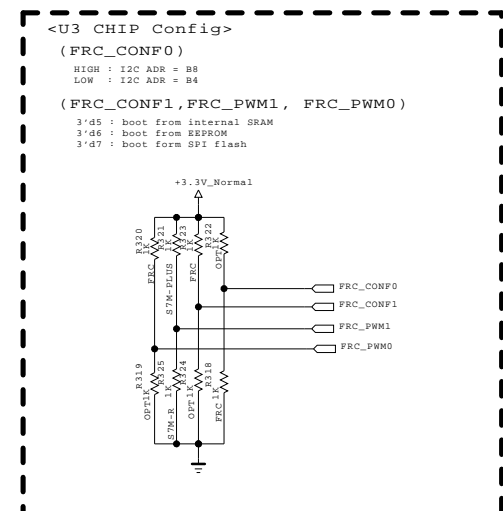 <U3 CHIP Config>
(FRC_CONF0)
HIGH : I2C ADR = B8
LOW : I2C ADR = B4
(FRC_CONF1,FRC_PWM1, FRC_PWM0)
3'd5 : boot from internal SRAM
3'd6 : boot from EEPROM
3'd7 : boot form SPI flash
+3.3V_Normal
R320
1K
FRC
R321
1K
S7M-PLUS
R323
1K
FRC
R322
1K
OPT
FRC_CONF0
FRC_CONF1
FRC_PWM1
FRC_PWM0
R319
1K
OPT
R325
1K
S7M-R
R324
1K
OPT
R318
1K
FRC